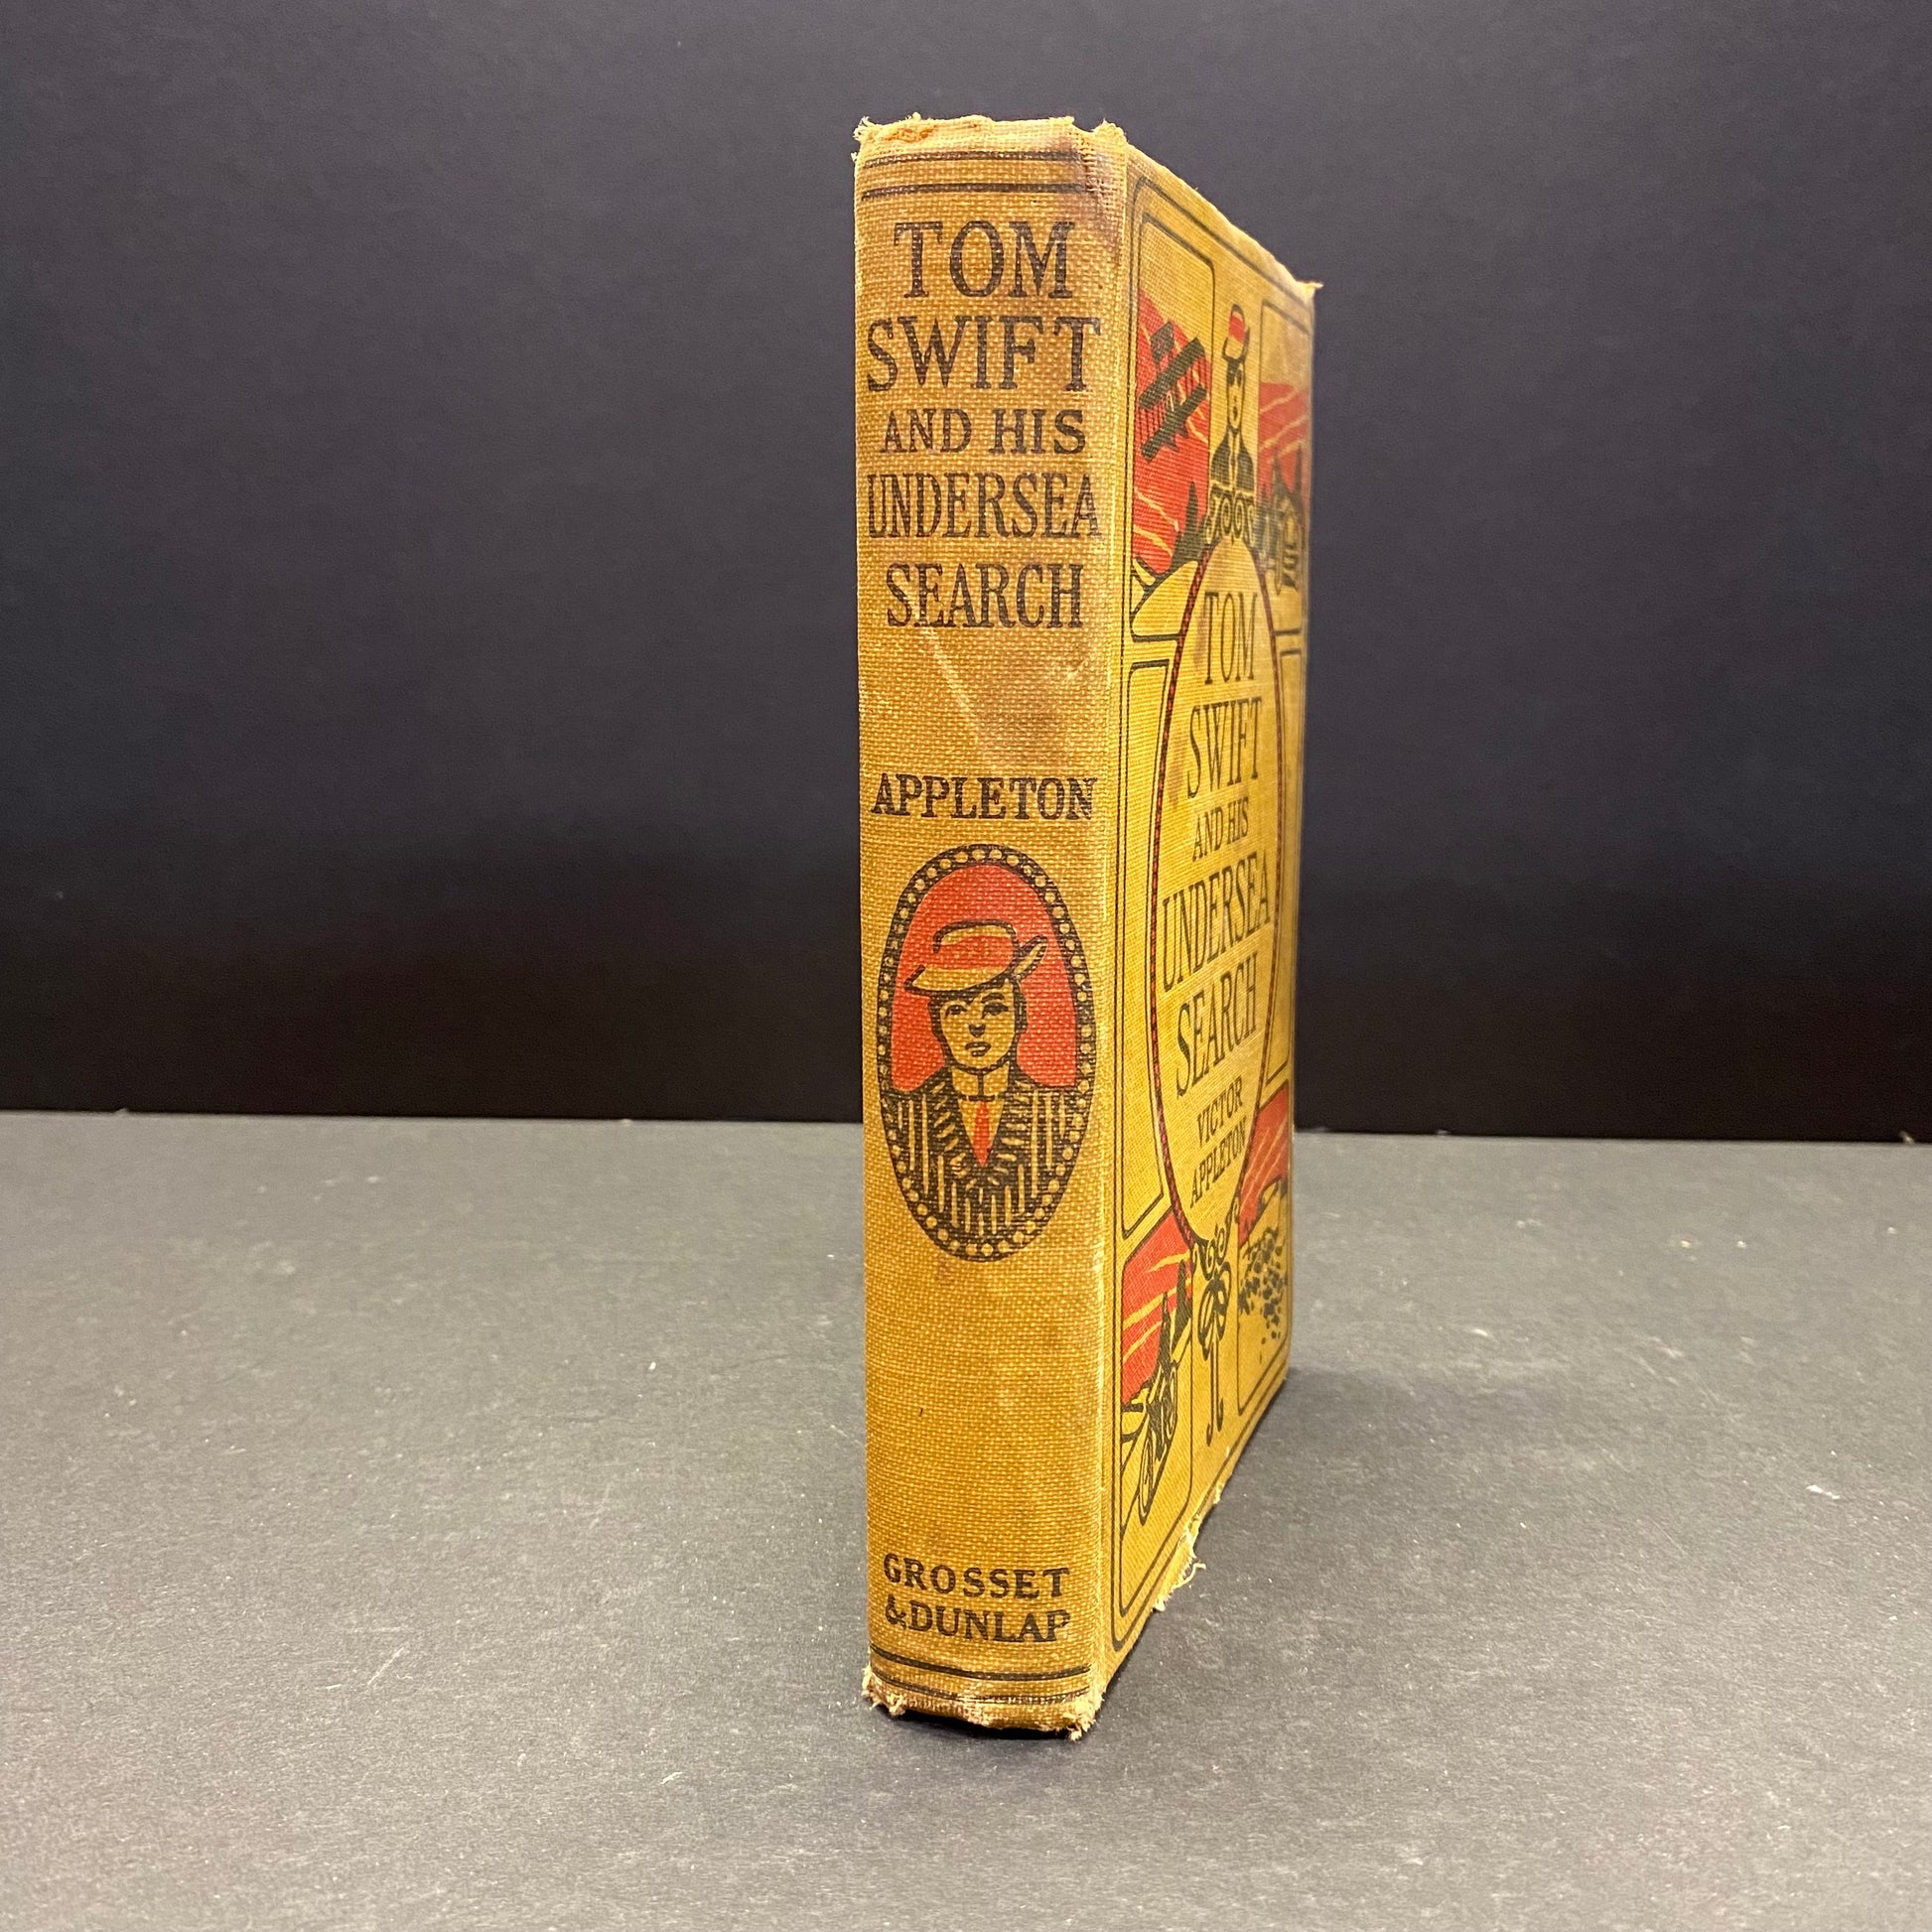 TOM
SWIFT
AND HIS
UNDERSEA
SEARCH
APPLETON
GROSSET
&DUNLAP
TOM
SWIFT
AND HIS
UNDERSEA
SEARCH
VICTOR
APPLETON